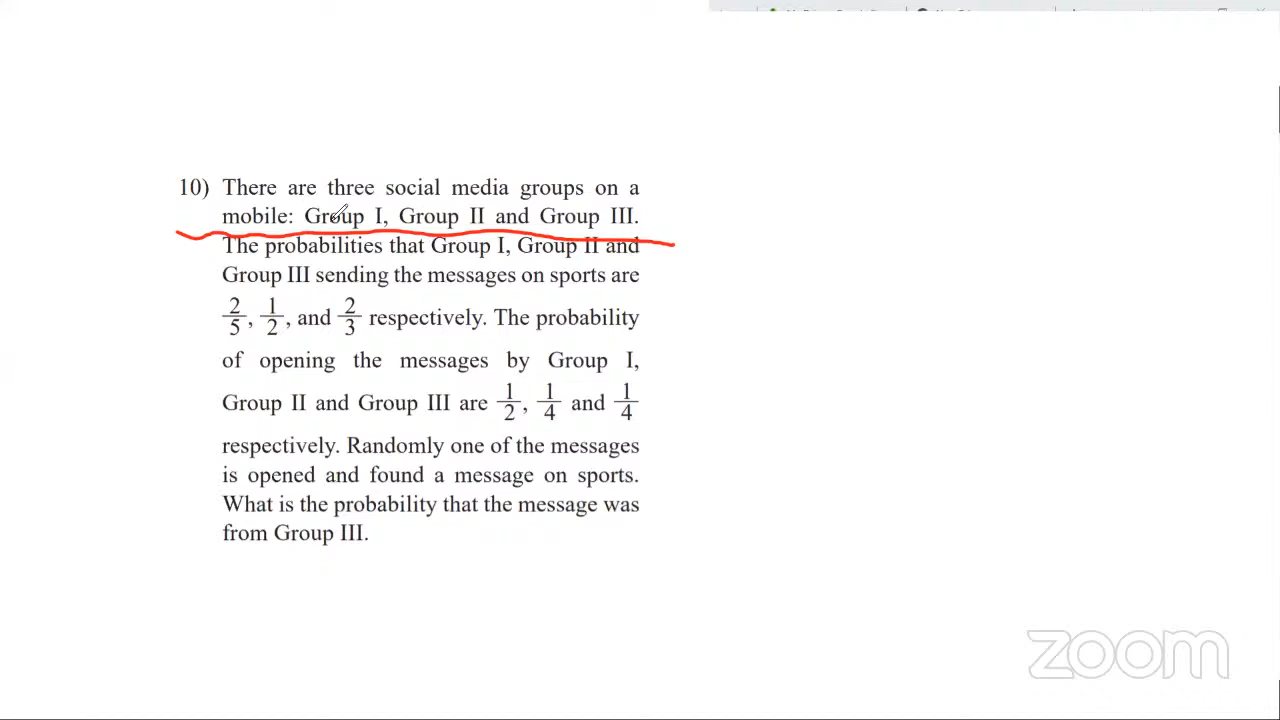 10) There are three social media groups on a
mobile: Group I, Group II and Group III.
The probabilities that Group I, Group II and
Group III sending the messages on sports are
2/5, 1/2, and 2/3 respectively. The probability
of opening the messages by Group I,
Group II and Group III are 1/2, 1/4 and 1/4
respectively. Randomly one of the messages
is opened and found a message on sports.
What is the probability that the message was
from Group III.
zoom